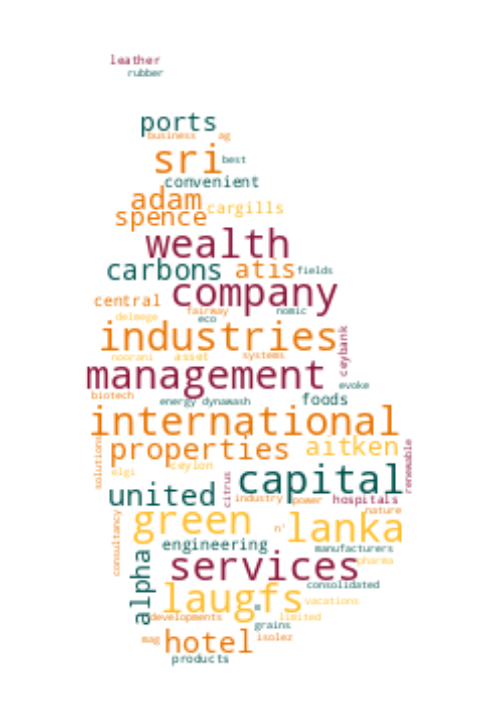 leather
rubber
ports
business ag
sri best
convenient
adam
spence cargills
wealth
carbons atis fields
central company
delmege fairway nomic
eco
industries
noorani asset systems ceybank
management
biotech evoke
energy dynawash foods
international
properties aitken
solutions elgi ceylon renewable
united citrus capital
industry power hospitals
nature
consultancy green n' lanka
engineering manufacturers
services pharma
alpha consolidated
laugfs vacations
developments limited
grains
mag hotel isolez
products